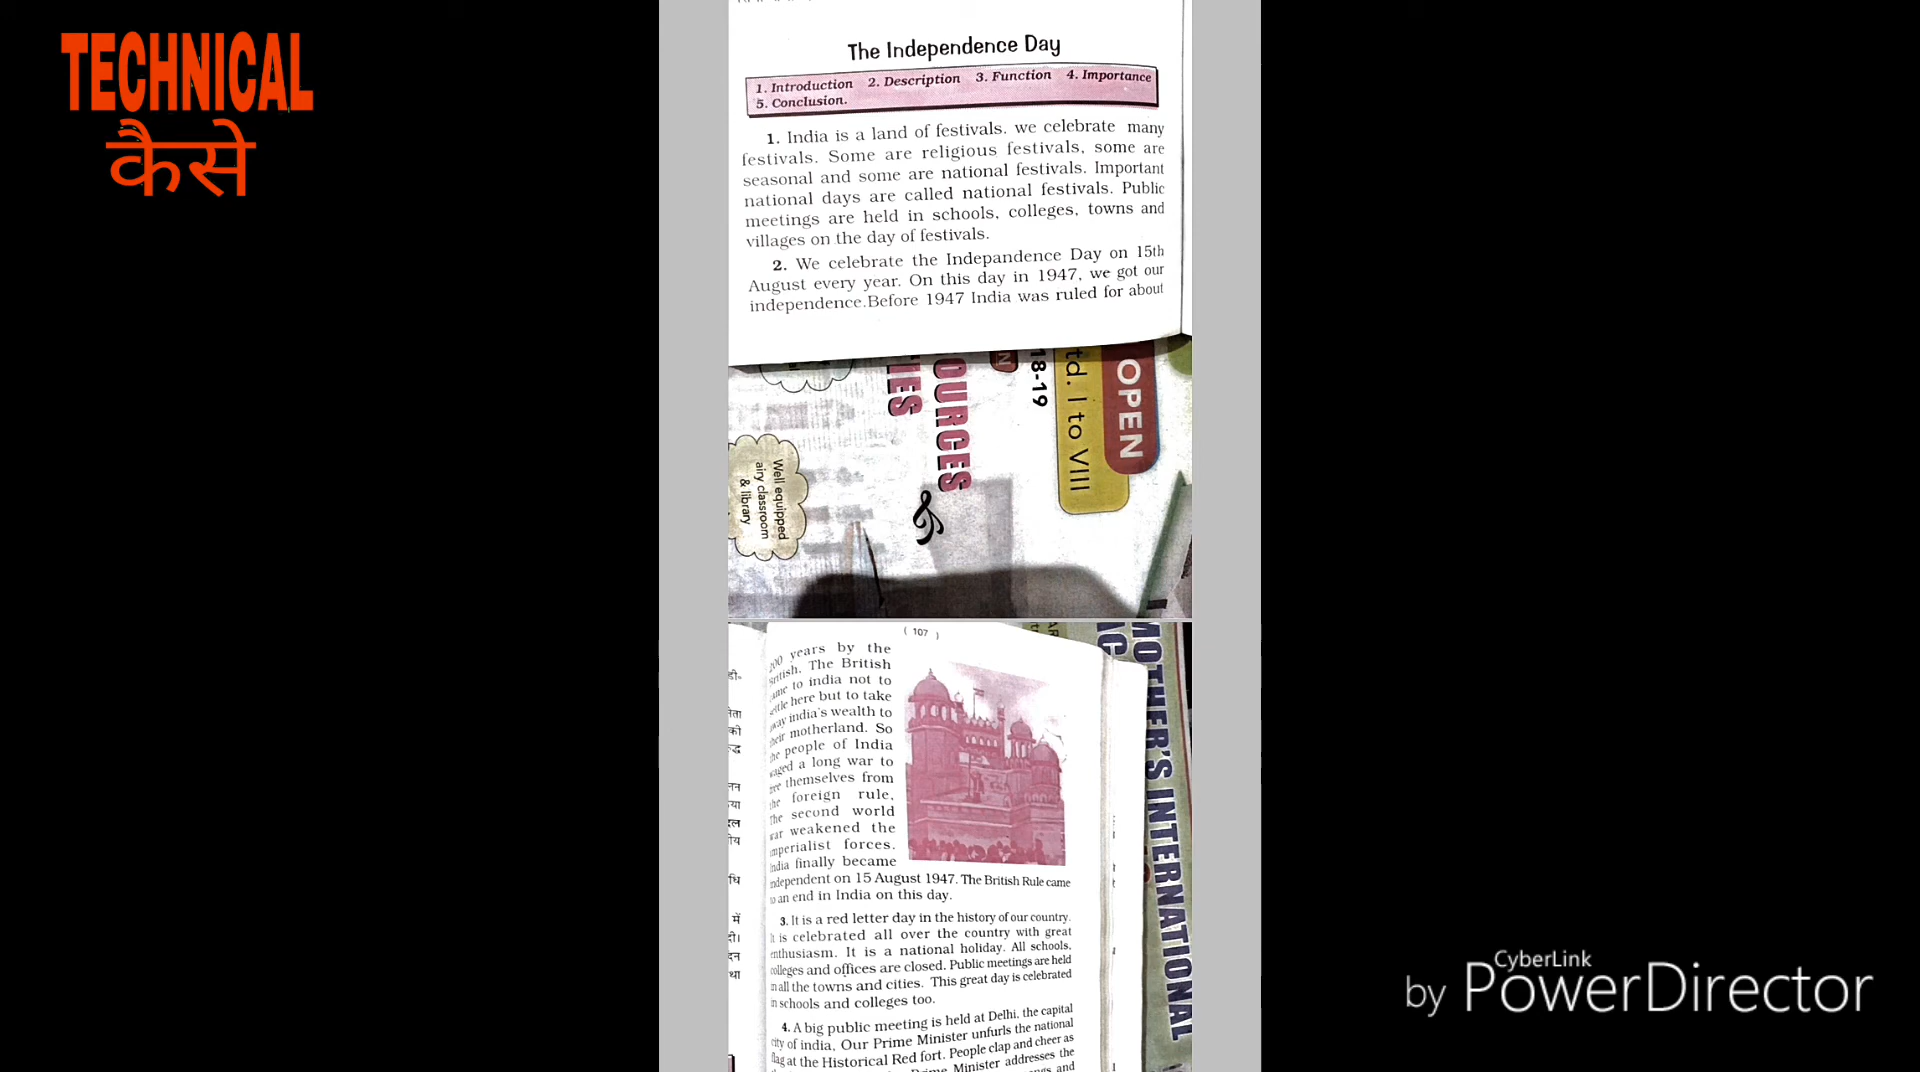 TECHNICAL
कैसे
The Independence Day
1. Introduction 2. Description 3. Function 4. Importance
5. Conclusion.
1. India is a land of festivals. we celebrate many
festivals. Some are religious festivals, some are
seasonal and some are national festivals. Important
national days are called national festivals. Public
meetings are held in schools, colleges, towns and
villages on the day of festivals.
2. We celebrate the Indepandence Day on 15th
August every year. On this day in 1947, we got our
independence.Before 1947 India was ruled for about
OPEN
td. I to VIII
18-19
OURCES
IES
Well equipped
airy classroom
& library
( 107 )
years by the
The British
to india not to
here but to take
india's wealth to
motherland. So
people of India
a long war to
themselves from
foreign rule,
second world
weakened the
forces.
finally became
independent on 15 August 1947. The British Rule came
an end in India on this day.
3. It is a red letter day in the history of our country.
It is celebrated all over the country with great
enthusiasm. It is a national holiday. All schools,
colleges and offices are closed. Public meetings are held
in all the towns and cities. This great day is celebrated
in schools and colleges too.
4. A big public meeting is held at Delhi, the capital
city of india, Our Prime Minister unfurls the national
flag at the Historical Red fort. People clap and cheer as
Minister addresses the
and
MOTHER'S INTERNATIONAL
by CyberLink
PowerDirector